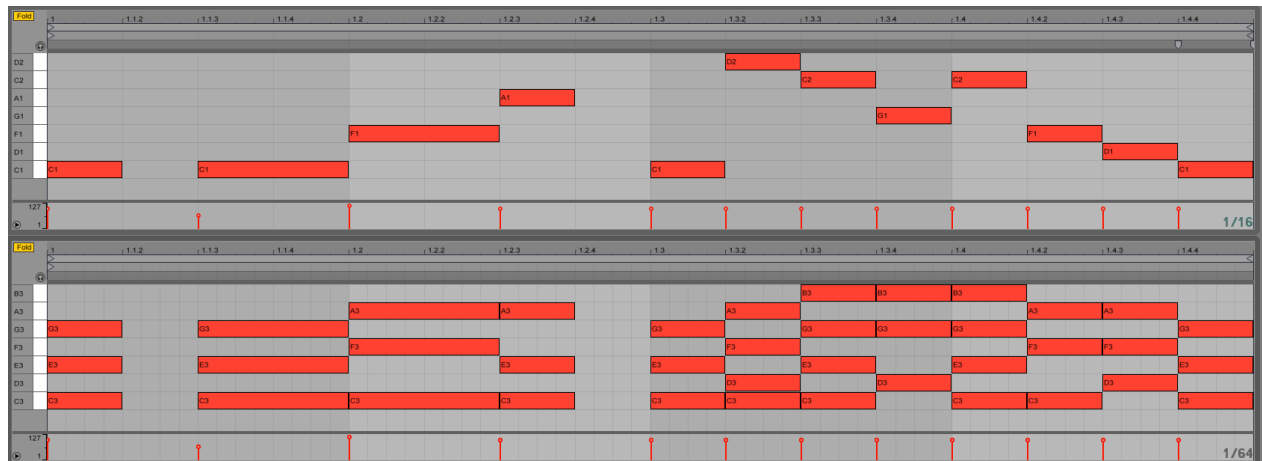 Fold 1 1.1.2 1.1.3 1.1.4 1.2 1.2.2 1.2.3 1.2.4 1.3 1.3.2 1.3.3 1.3.4 1.4 1.4.2 1.4.3 1.4.4
D2 D2
C2 C2 C2
A1 A1
G1 G1
F1 F1 F1
D1 D1
C1 C1 C1 C1 C1
127
1 1/16
Fold 1 1.1.2 1.1.3 1.1.4 1.2 1.2.2 1.2.3 1.2.4 1.3 1.3.2 1.3.3 1.3.4 1.4 1.4.2 1.4.3 1.4.4
B3 B3 B3 B3
A3 A3 A3 A3 A3 A3
G3 G3 G3 G3 G3 G3 G3 G3
F3 F3 F3 F3 F3
E3 E3 E3 E3 E3 E3 E3 E3
D3 D3 D3 D3
C3 C3 C3 C3 C3 C3 C3 C3 C3 C3 C3
127
1 1/64